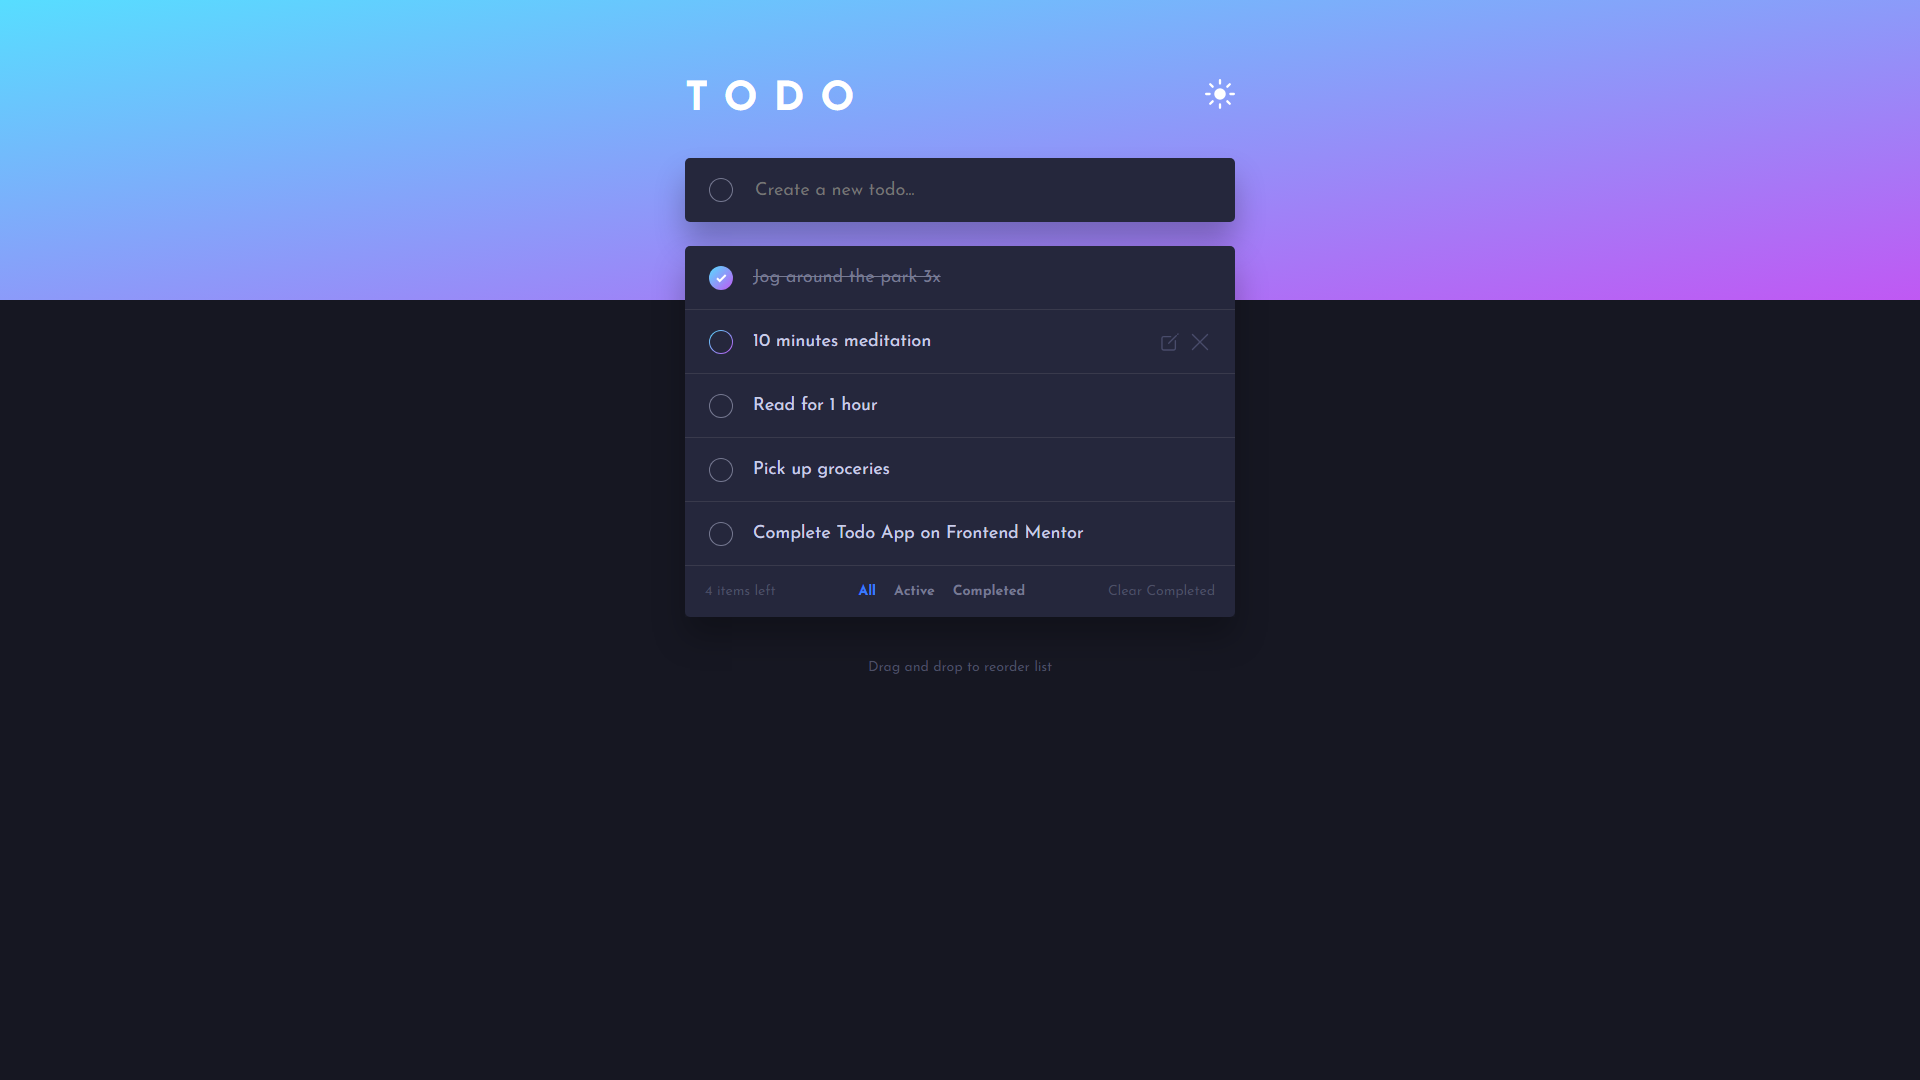 TODO
Create a new todo...
Jog around the park 3x
10 minutes meditation
Read for 1 hour
Pick up groceries
Complete Todo App on Frontend Mentor
4 items left All Active Completed Clear Completed
Drag and drop to reorder list